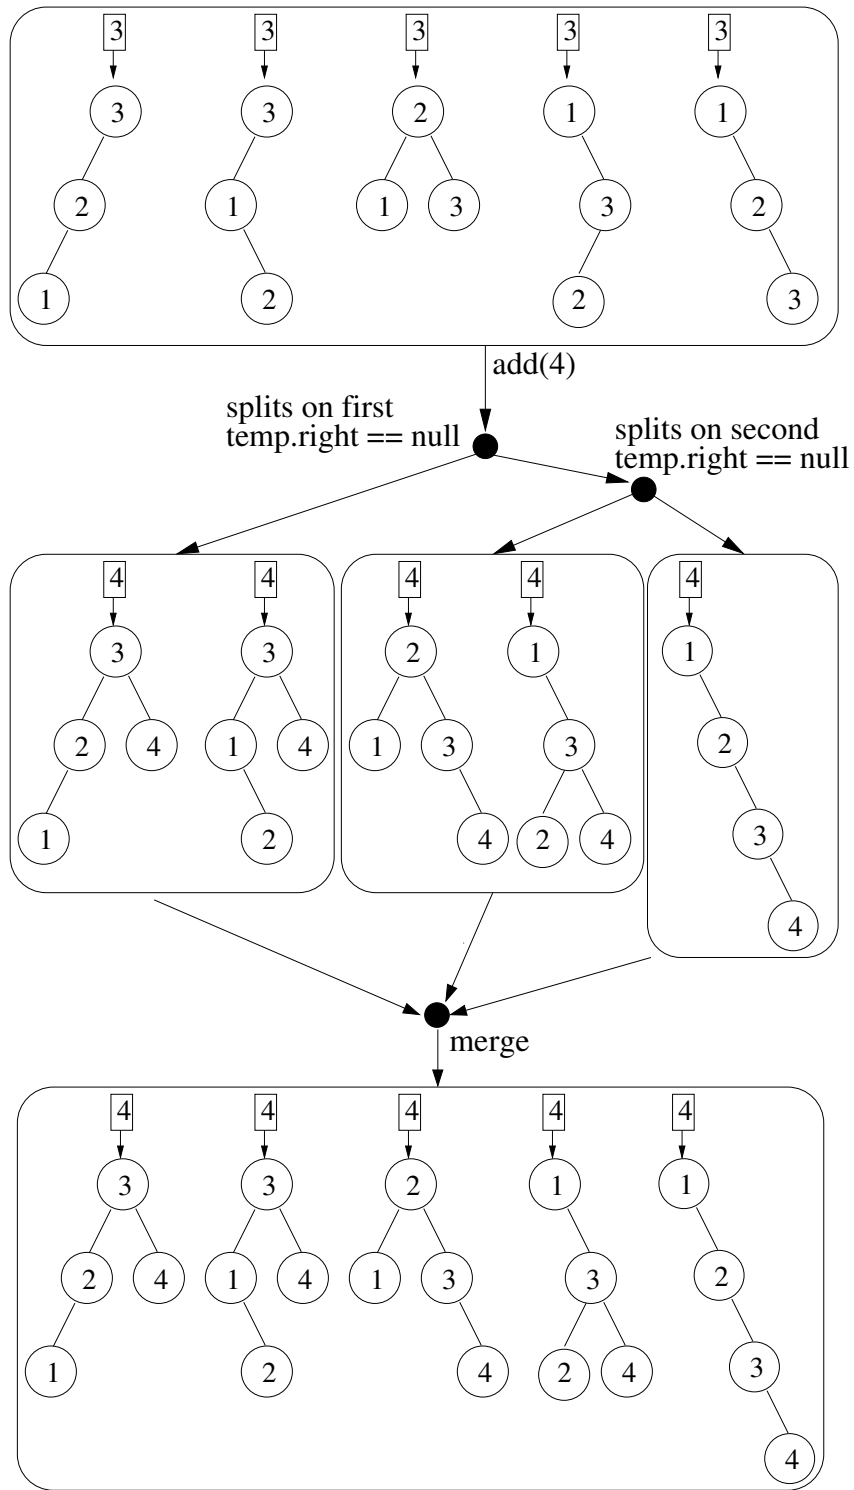 3 3 3 3 3
3 3 2 1 1
2 1 1 3 3 2
1 2 2 3
add(4)
splits on first
temp.right == null
splits on second
temp.right == null
4 4 4 4 4
3 3 2 1 1
2 4 1 4 1 3 3 2
1 2 4 2 4 3
4
merge
4 4 4 4 4
3 3 2 1 1
2 4 1 4 1 3 3 2
1 2 4 2 4 3
4